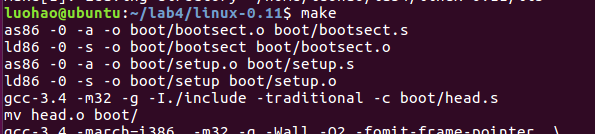 luohao@ubuntu:~/lab4/linux-0.11$ make
as86 -0 -a -o boot/bootsect.o boot/bootsect.s
ld86 -0 -s -o boot/bootsect boot/bootsect.o
as86 -0 -a -o boot/setup.o boot/setup.s
ld86 -0 -s -o boot/setup boot/setup.o
gcc-3.4 -m32 -g -I./include -traditional -c boot/head.s
mv head.o boot/
gcc-3.4 -march=i386 -m32 -g -Wall -O2 -fomit-frame-pointer \